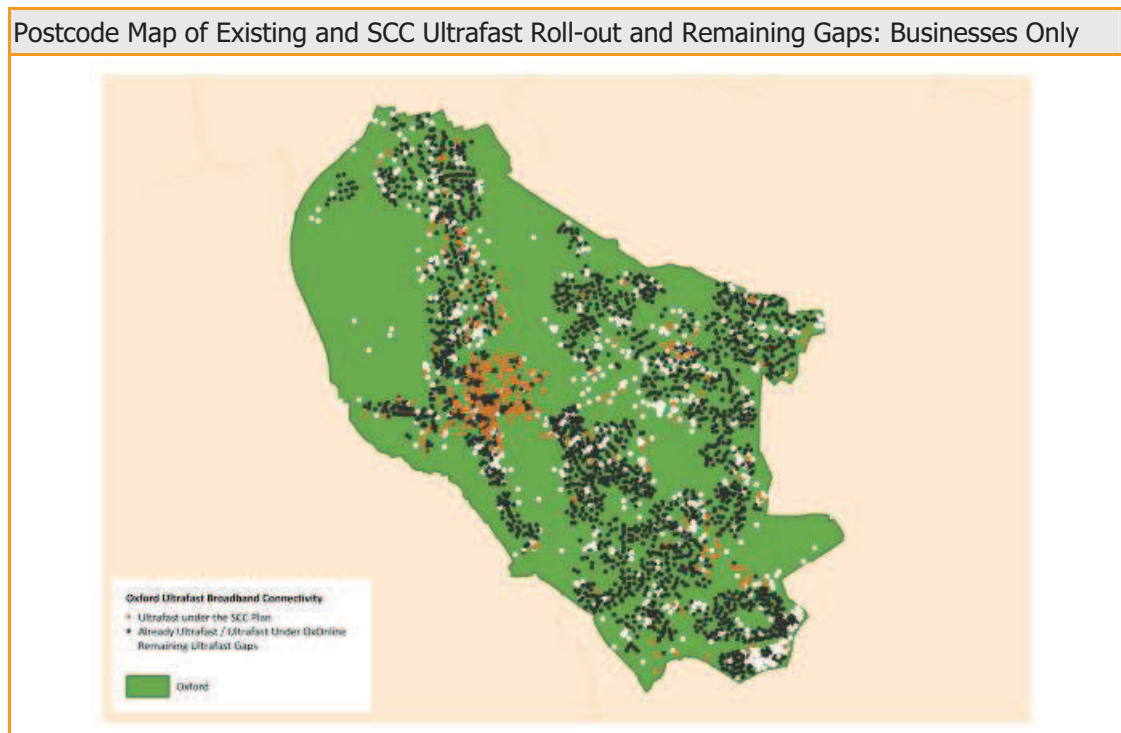 Postcode Map of Existing and SCC Ultrafast Roll-out and Remaining Gaps: Businesses Only
Oxford Ultrafast Broadband Connectivity
Ultrafast under the SCC Plan
Already Ultrafast / Ultrafast Under OxOnline
Remaining Ultrafast Gaps
Oxford